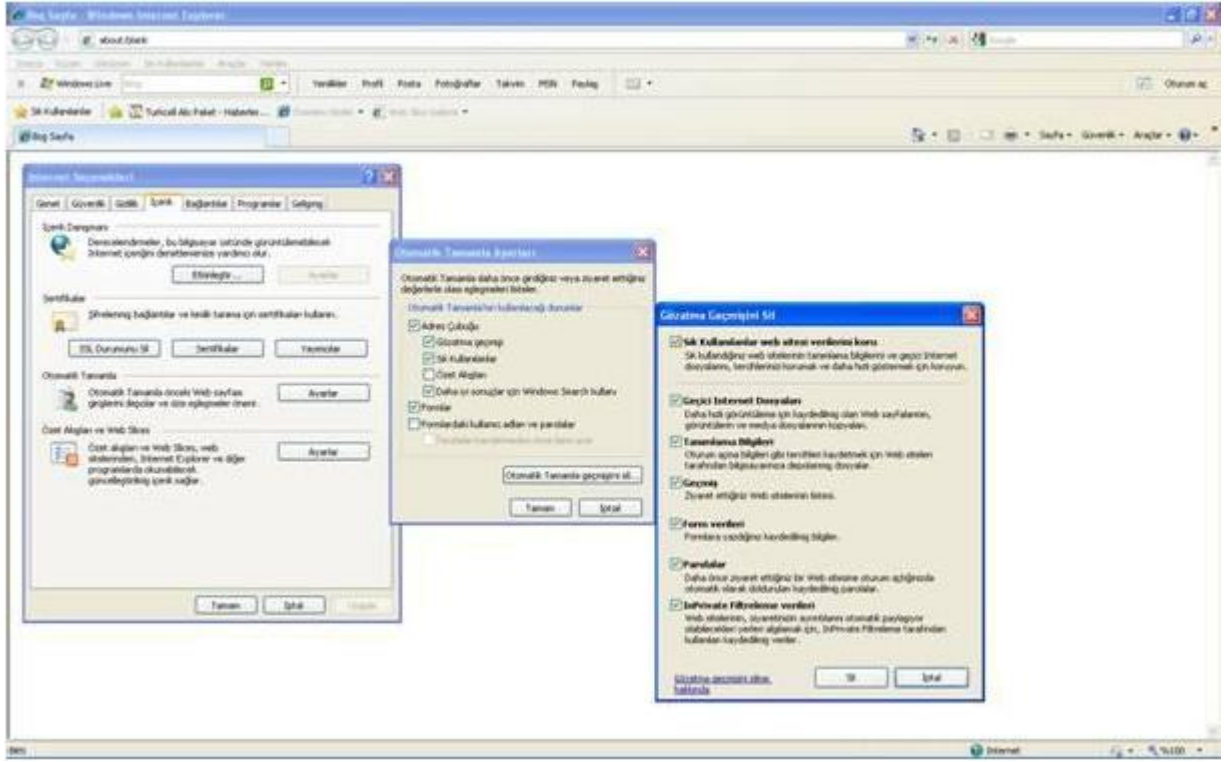 Boş Sayfa - Windows Internet Explorer
about:blank
Google
Windows Live
Yenilikler Profil Posta Fotoğraflar Takvim MSN Paylaş
Oturum aç
Sık Kullanılanlar
Turkcell Alo Paket - Haberler...
Boş Sayfa
Sayfa Güvenlik Araçlar
Internet Seçenekleri
Genel Güvenlik Gizlilik İçerik Bağlantılar Programlar Gelişmiş
İçerik Danışmanı
Derecelendirmeler, bu bilgisayar üstünde görüntülenebilecek
Internet içeriğini denetlemenize yardımcı olur.
Etkinleştir ...
Ayarlar
Sertifikalar
Şifrelenmiş bağlantılar ve kimlik tanıma için sertifikaları kullanın.
SSL Durumunu Sil
Sertifikalar
Yayımcılar
Otomatik Tamamla
Otomatik Tamamla önceki Web sayfası
girişlerini depolar ve size eşleşmeler önerir.
Ayarlar
Özet Akışları ve Web Slices
Özet akışları ve Web Slices, web
sitelerinden, Internet Explorer ve diğer
programlarda okunabilecek
güncelleştirilmiş içerik sağlar.
Ayarlar
Tamam
İptal
Otomatik Tamamla Ayarları
Otomatik Tamamla daha önce girdiğiniz veya ziyaret ettiğiniz
değerlerle olası eşleşmeleri listeler.
Otomatik Tamamla'nın kullanılacağı durumlar
Adres Çubuğu
Gözatma geçmişi
Sık Kullanılanlar
Özet Akışları
Daha iyi sonuçlar için Windows Search kullanın
Formlar
Formlardaki kullanıcı adları ve parolalar
Otomatik Tamamla geçmişini sil...
Tamam
İptal
Gözatma Geçmişini Sil
Sık Kullanılanlar web sitesi verilerini koru
Sık kullandığınız web sitelerinin tanımlama bilgilerini ve geçici Internet
dosyalarını, tercihlerinizi korumak ve daha hızlı göstermek için koruyun.
Geçici Internet Dosyaları
Daha hızlı görüntüleme için kaydedilmiş olan Web sayfalarının,
görüntülerin ve medya dosyalarının kopyaları.
Tanımlama Bilgileri
Oturum açma bilgileri gibi tercihleri kaydetmek için Web siteleri
tarafından bilgisayarınıza depolanmış dosyalar.
Geçmiş
Ziyaret ettiğiniz Web sitelerinin listesi.
Form verileri
Formlara yazdığınız kaydedilmiş bilgiler.
Parolalar
Daha önce ziyaret ettiğiniz bir Web sitesine oturum açtığınızda
otomatik olarak doldurulan kaydedilmiş parolalar.
InPrivate Filtreleme verileri
Web sitelerinin, ziyaretinizin ayrıntılarını otomatik paylaşıyor
olabilecekleri yerleri algılamak için, InPrivate Filtreleme tarafından
kullanılan kaydedilmiş veriler.
Gözatma geçmişini silme
hakkında
Sil
İptal
Bitti
Internet
%100